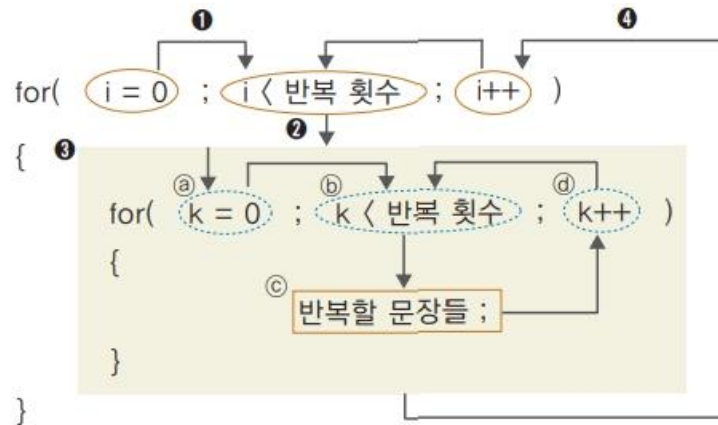 ❶ ❹
for( i = 0 ; i < 반복 횟수 ; i++ )
❷
{ ❸
ⓐ ⓑ ⓓ
for( k = 0 ; k < 반복 횟수 ; k++ )
{
ⓒ
반복할 문장들 ;
}
}